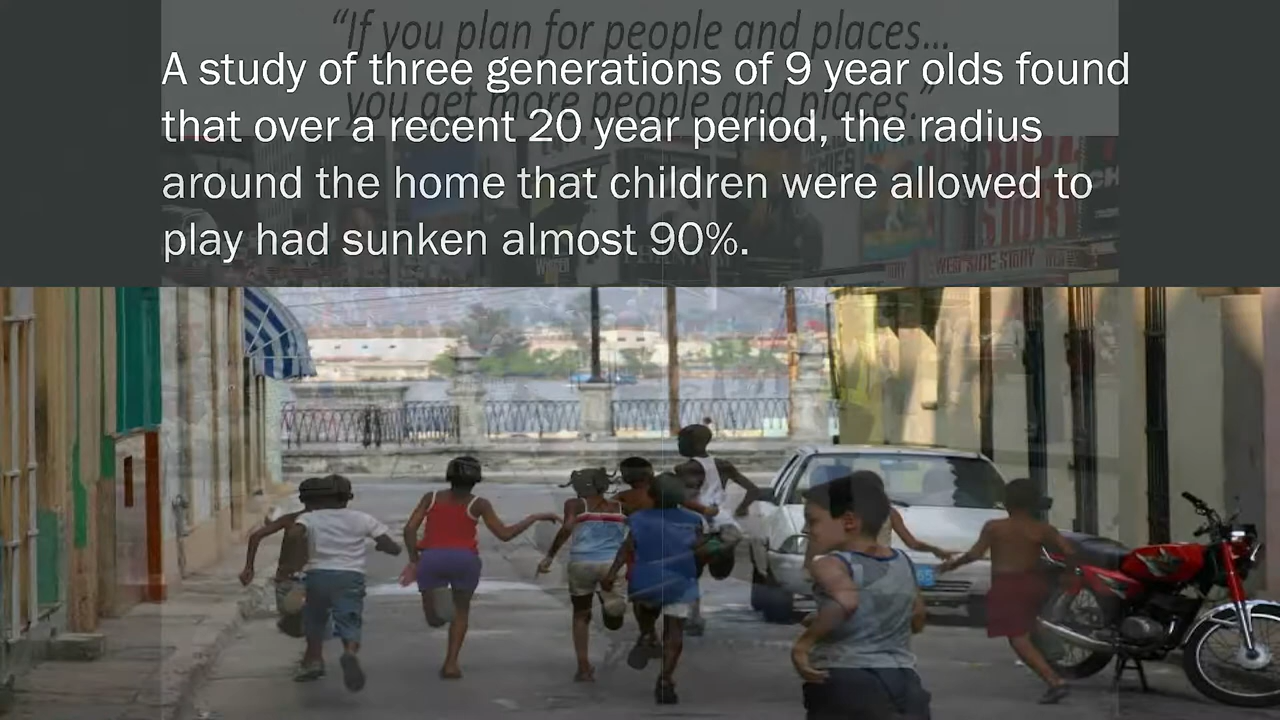 “If you plan for people and places...
A study of three generations of 9 year olds found
you get more people and places.”
that over a recent 20 year period, the radius
around the home that children were allowed to
play had sunken almost 90%.
WEST SIDE STORY